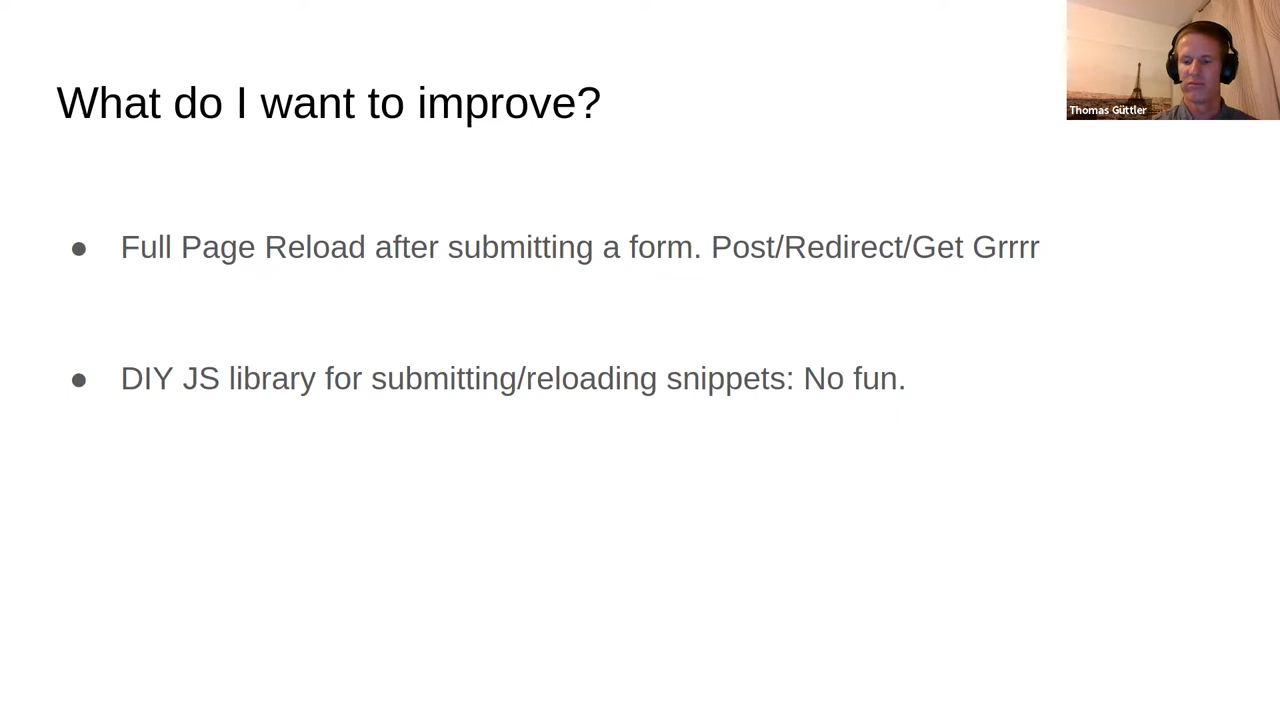 What do I want to improve?
Thomas Güttler
● Full Page Reload after submitting a form. Post/Redirect/Get Grrrr
● DIY JS library for submitting/reloading snippets: No fun.